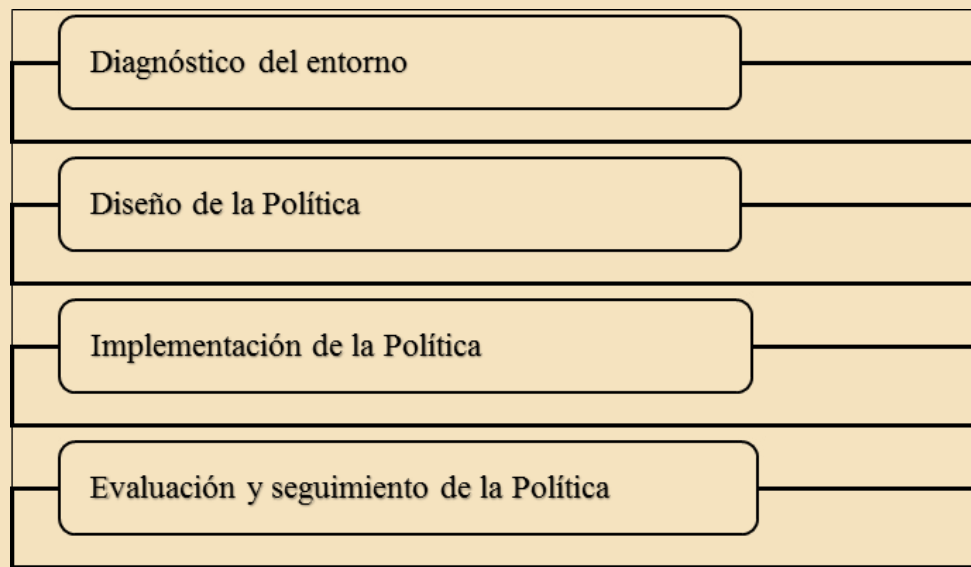 Diagnóstico del entorno
Diseño de la Política
Implementación de la Política
Evaluación y seguimiento de la Política